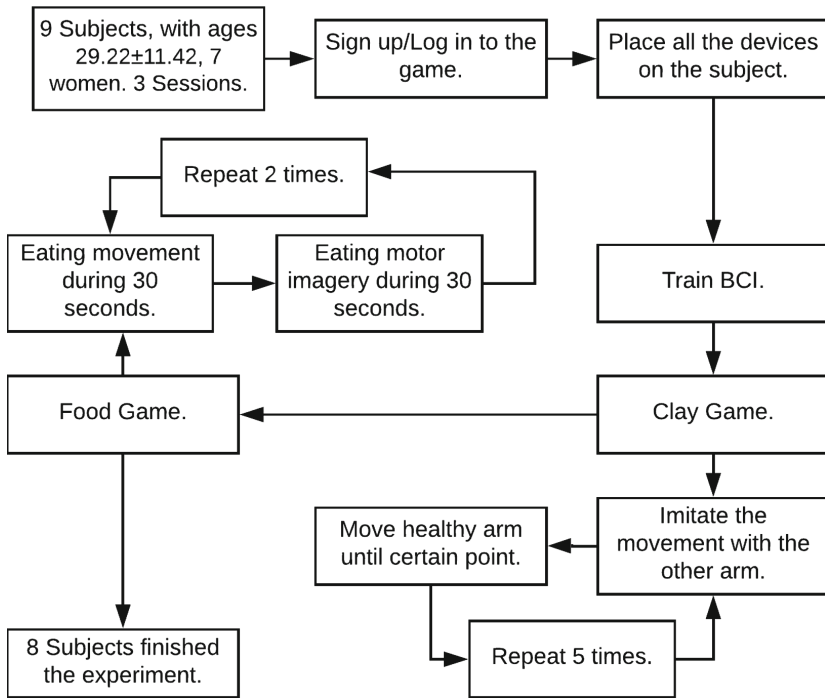 9 Subjects, with ages
29.22±11.42, 7
women. 3 Sessions.
Sign up/Log in to the
game.
Place all the devices
on the subject.
Repeat 2 times.
Eating movement
during 30
seconds.
Eating motor
imagery during 30
seconds.
Train BCI.
Food Game.
Clay Game.
Move healthy arm
until certain point.
Imitate the
movement with the
other arm.
8 Subjects finished
the experiment.
Repeat 5 times.